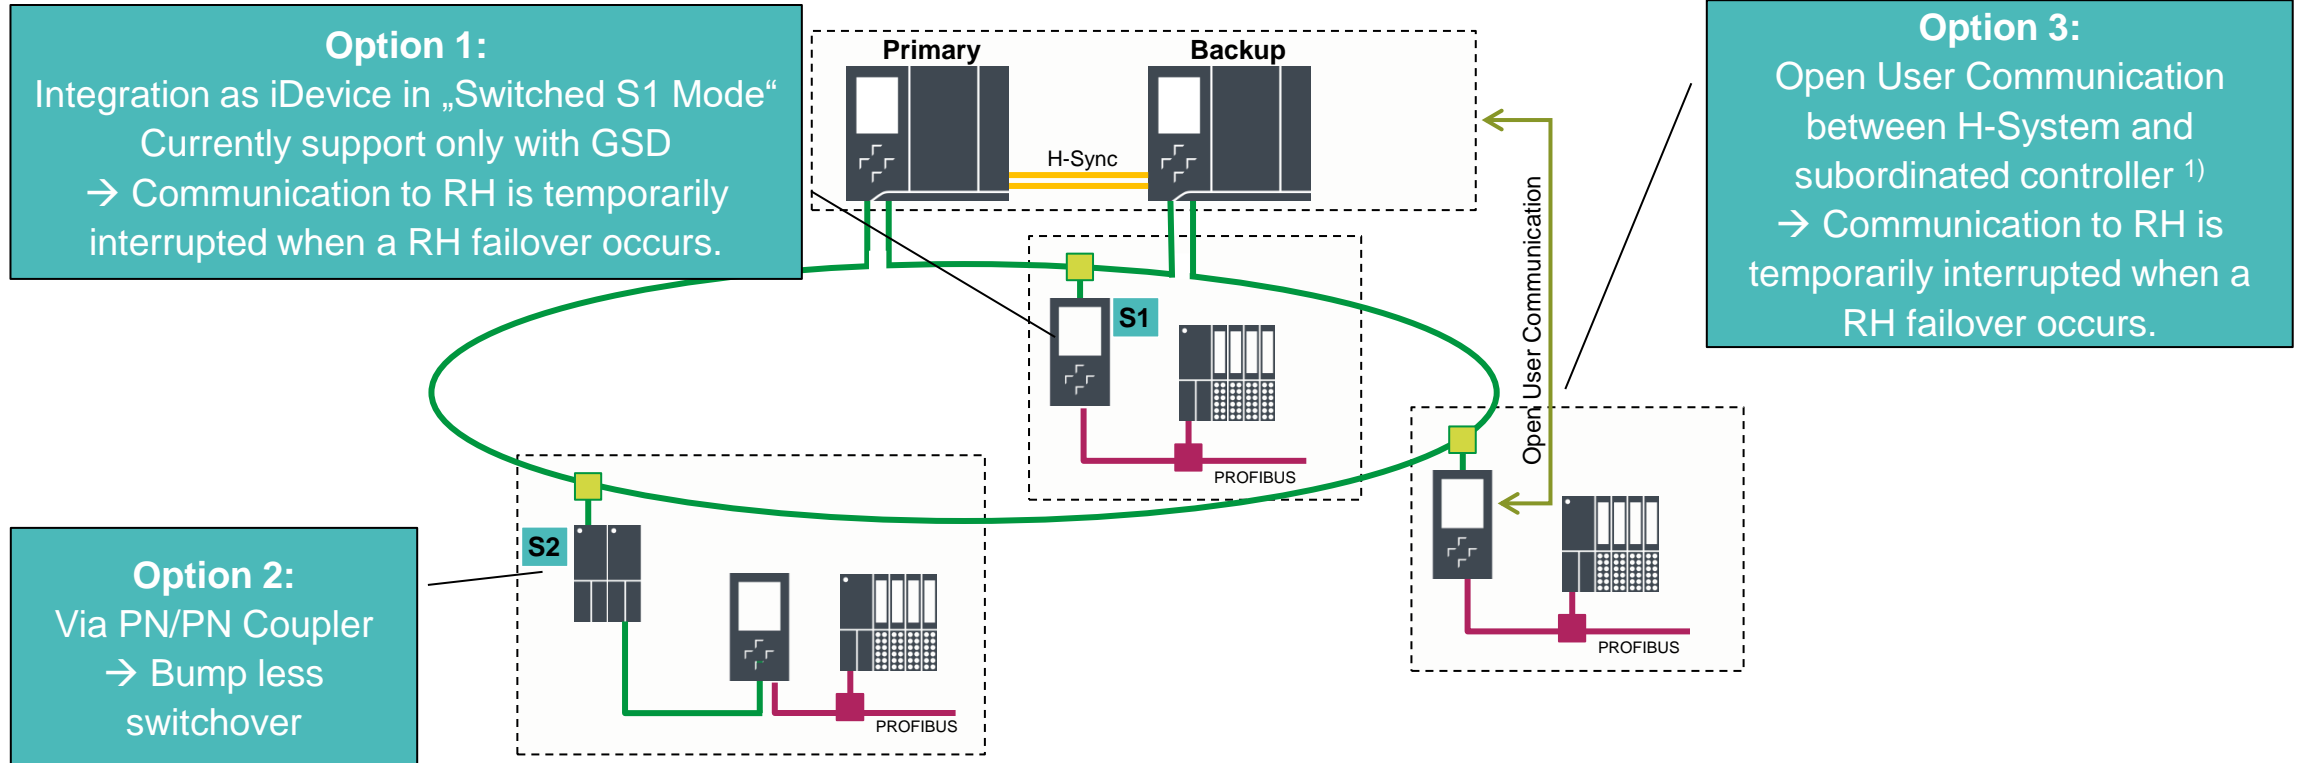 Option 1:
Integration as iDevice in „Switched S1 Mode“
Currently support only with GSD
→ Communication to RH is temporarily
interrupted when a RH failover occurs.
Primary
Backup
H-Sync
Open User Communication
Option 3:
Open User Communication
between H-System and
subordinated controller 1)
→ Communication to RH is
temporarily interrupted when a
RH failover occurs.
S1
PROFIBUS
PROFIBUS
Option 2:
Via PN/PN Coupler
→ Bump less
switchover
S2
PROFIBUS